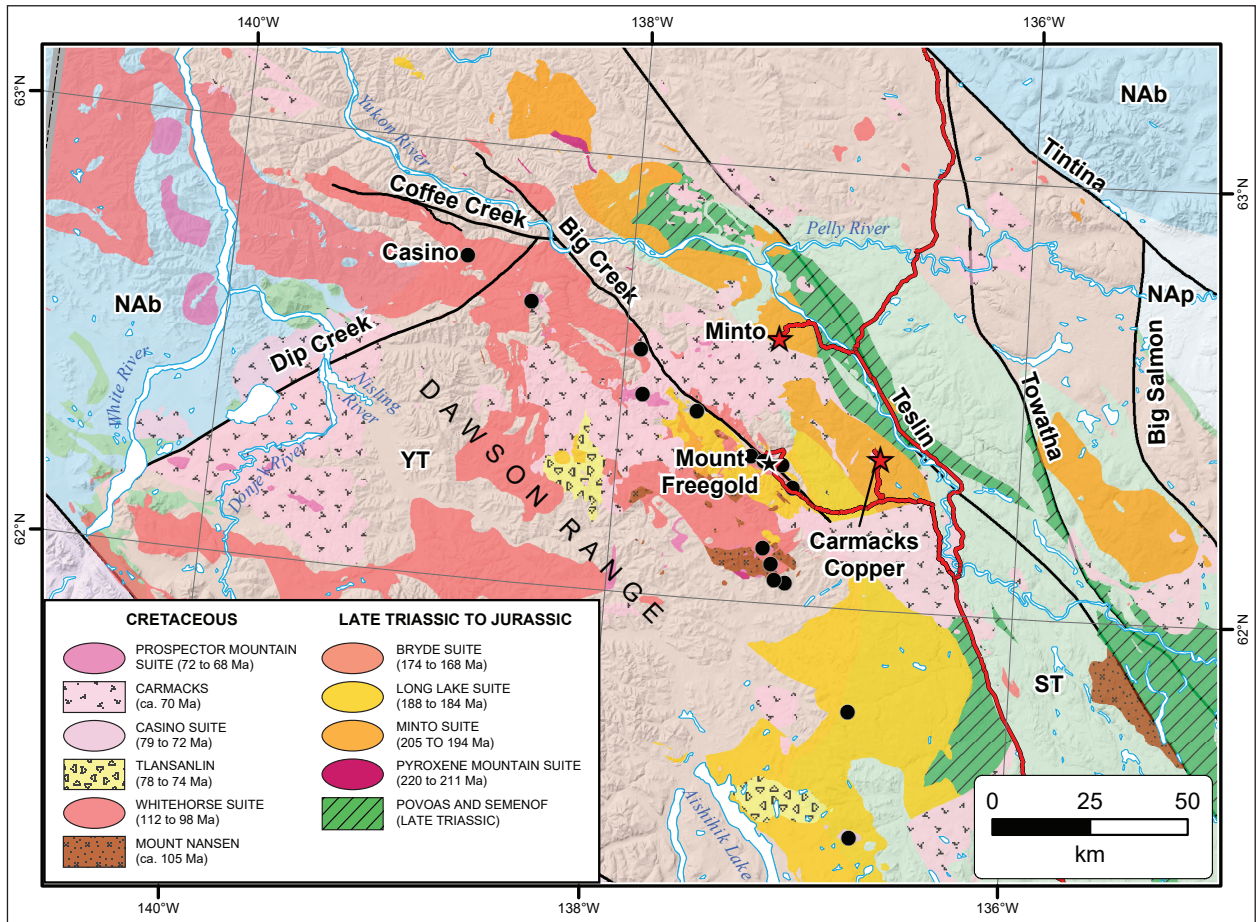 140°W
138°W
136°W
63°N
63°N
NAb
Tintina
Yukon River
Coffee Creek
Big Creek
Pelly River
Casino
NAb
NAp
Minto
Dip Creek
Big Salmon
White River
Nisling
River
Towatha
Teslin
DAWSON RANGE
YT
Mount
Freegold
Donjek River
62°N
Carmacks
Copper
62°N
ST
Aishihik Lake
CRETACEOUS
PROSPECTOR MOUNTAIN
SUITE (72 to 68 Ma)
CARMACKS
(ca. 70 Ma)
CASINO SUITE
(79 to 72 Ma)
TLANSANLIN
(78 to 74 Ma)
WHITEHORSE SUITE
(112 to 98 Ma)
MOUNT NANSEN
(ca. 105 Ma)
LATE TRIASSIC TO JURASSIC
BRYDE SUITE
(174 to 168 Ma)
LONG LAKE SUITE
(188 to 184 Ma)
MINTO SUITE
(205 TO 194 Ma)
PYROXENE MOUNTAIN SUITE
(220 to 211 Ma)
POVOAS AND SEMENOF
(LATE TRIASSIC)
0 25 50
km
140°W
138°W
136°W